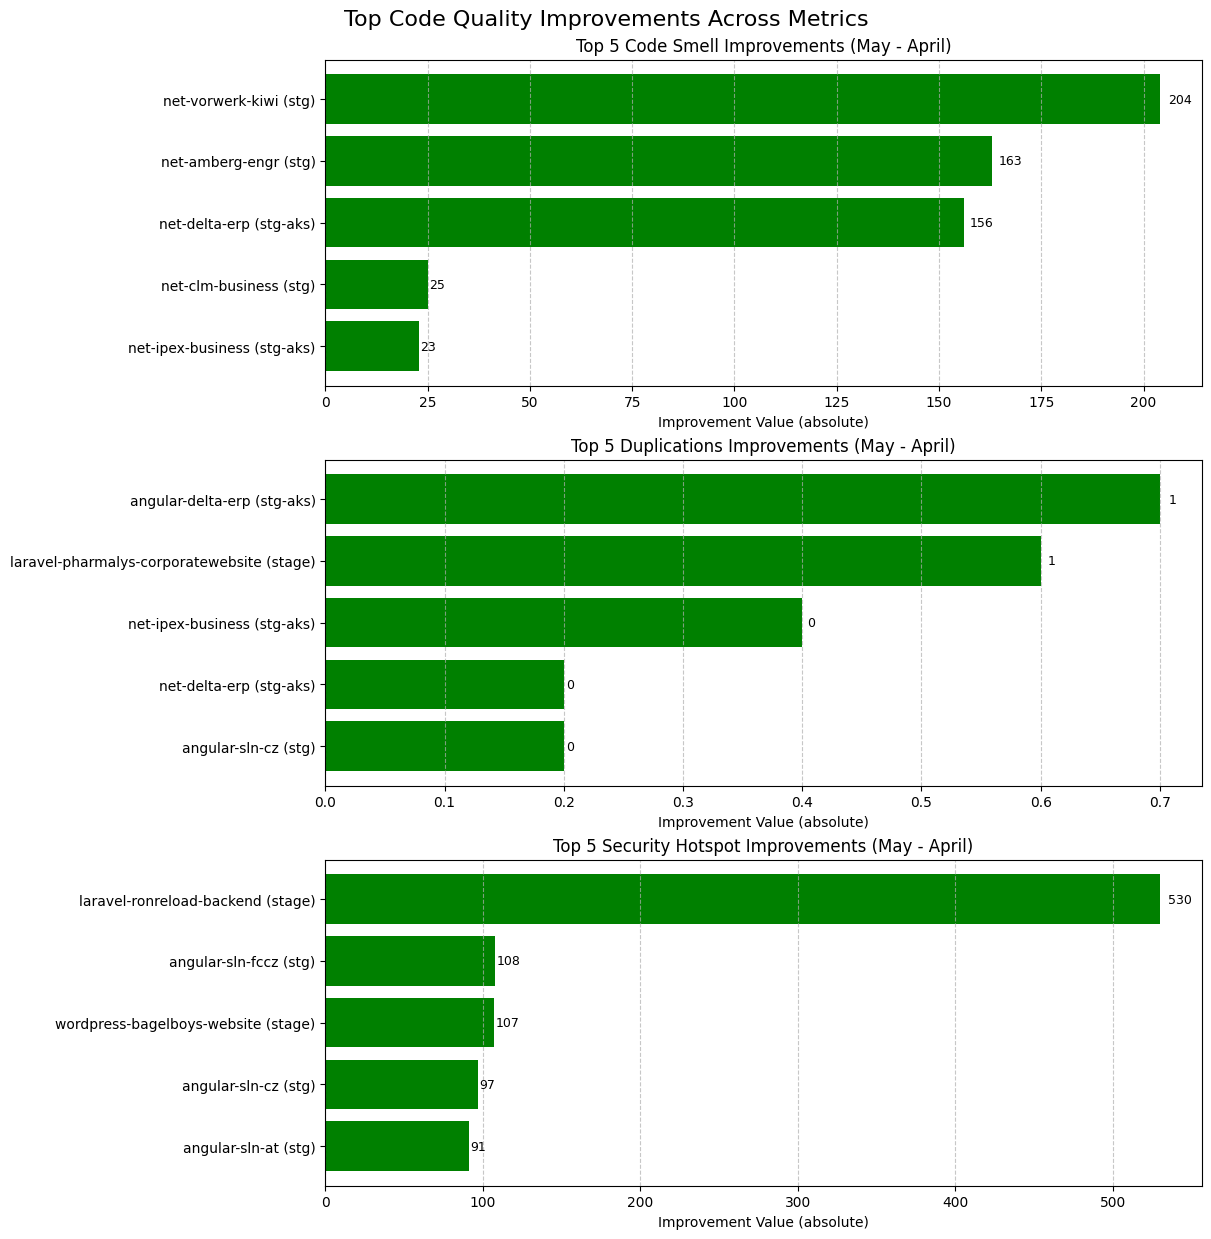 Top Code Quality Improvements Across Metrics
Top 5 Code Smell Improvements (May - April)
net-vorwerk-kiwi (stg)
204
net-amberg-engr (stg)
163
net-delta-erp (stg-aks)
156
net-clm-business (stg)
25
net-ipex-business (stg-aks)
23
0 25 50 75 100 125 150 175 200
Improvement Value (absolute)
Top 5 Duplications Improvements (May - April)
angular-delta-erp (stg-aks)
1
laravel-pharmalys-corporatewebsite (stage)
1
net-ipex-business (stg-aks)
0
net-delta-erp (stg-aks)
0
angular-sln-cz (stg)
0
0.0 0.1 0.2 0.3 0.4 0.5 0.6 0.7
Improvement Value (absolute)
Top 5 Security Hotspot Improvements (May - April)
laravel-ronreload-backend (stage)
530
angular-sln-fccz (stg)
108
wordpress-bagelboys-website (stage)
107
angular-sln-cz (stg)
97
angular-sln-at (stg)
91
0 100 200 300 400 500
Improvement Value (absolute)